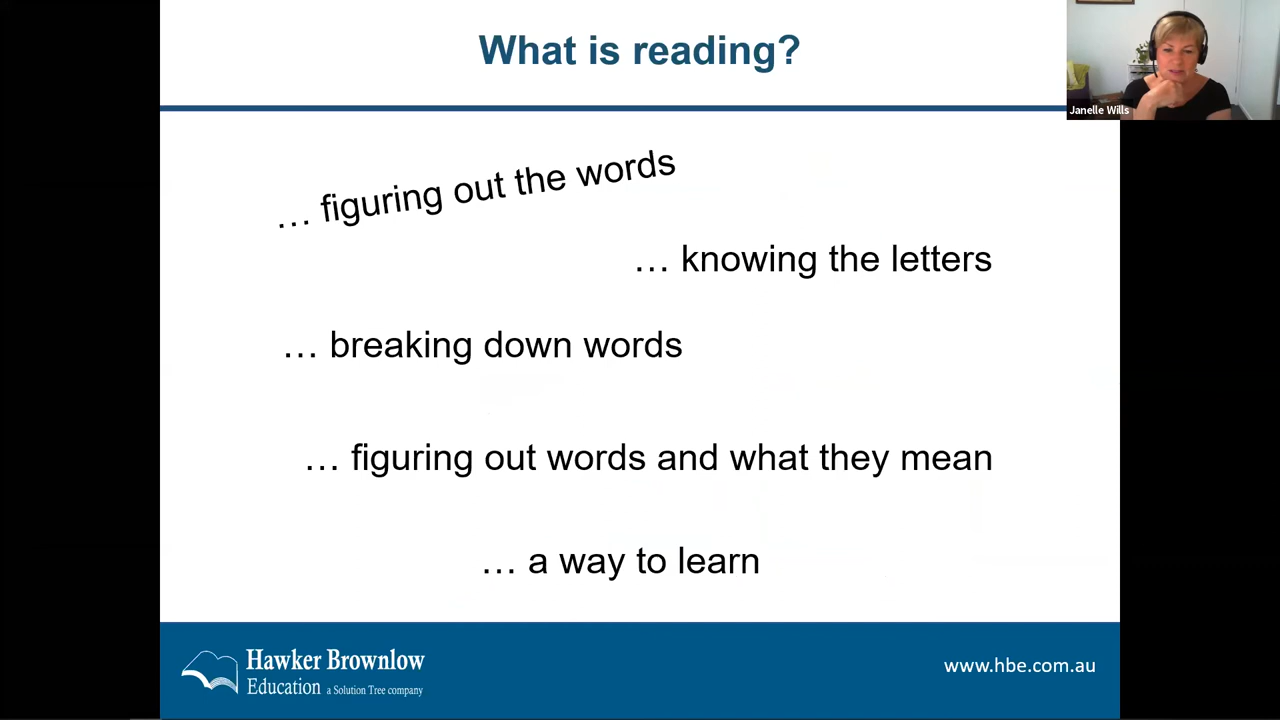 What is reading?
Janelle Wills
… figuring out the words
… knowing the letters
… breaking down words
… figuring out words and what they mean
… a way to learn
Hawker Brownlow
Education a Solution Tree company
www.hbe.com.au